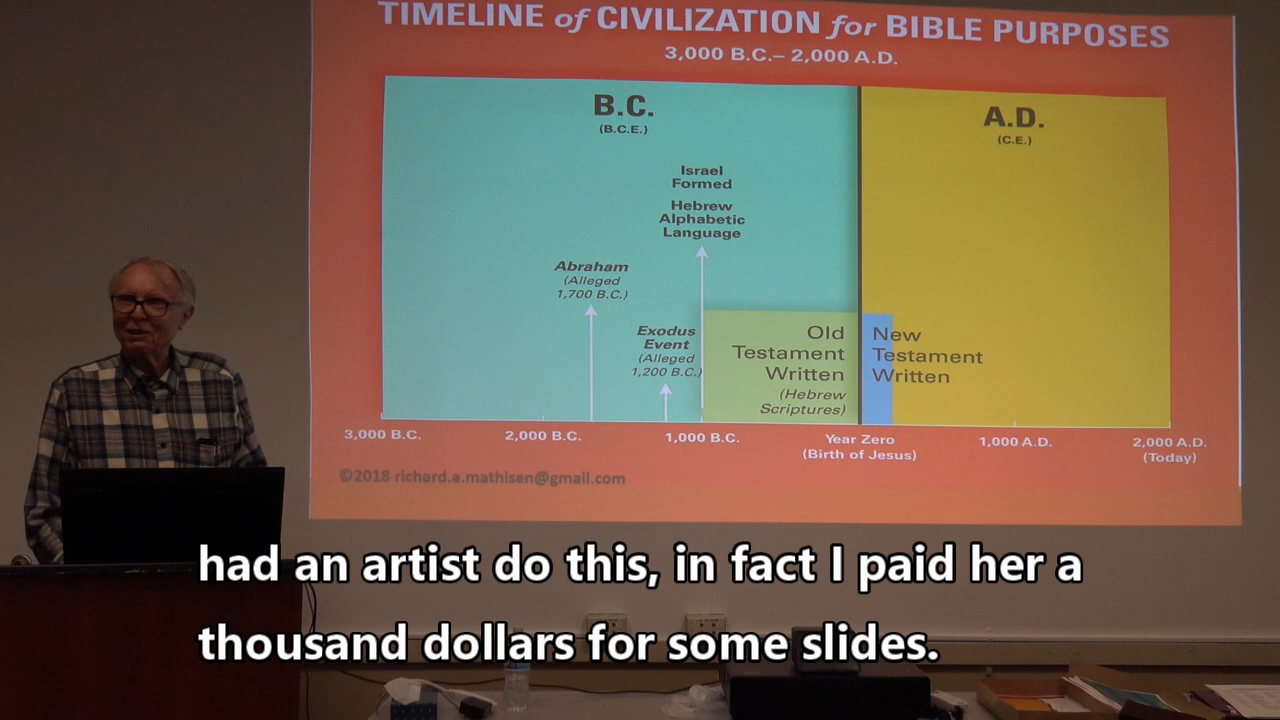 TIMELINE of CIVILIZATION for BIBLE PURPOSES
3,000 B.C.– 2,000 A.D.
B.C.
(B.C.E.)
A.D.
(C.E.)
Israel
Formed
Hebrew
Alphabetic
Language
Abraham
(Alleged
1,700 B.C.)
Exodus
Event
(Alleged
1,200 B.C.)
Old
Testament
Written
(Hebrew
Scriptures)
New
Testament
Written
3,000 B.C.
2,000 B.C.
1,000 B.C.
Year Zero
(Birth of Jesus)
1,000 A.D.
2,000 A.D.
(Today)
©2018 richard.a.mathisen@gmail.com
had an artist do this, in fact I paid her a
thousand dollars for some slides.